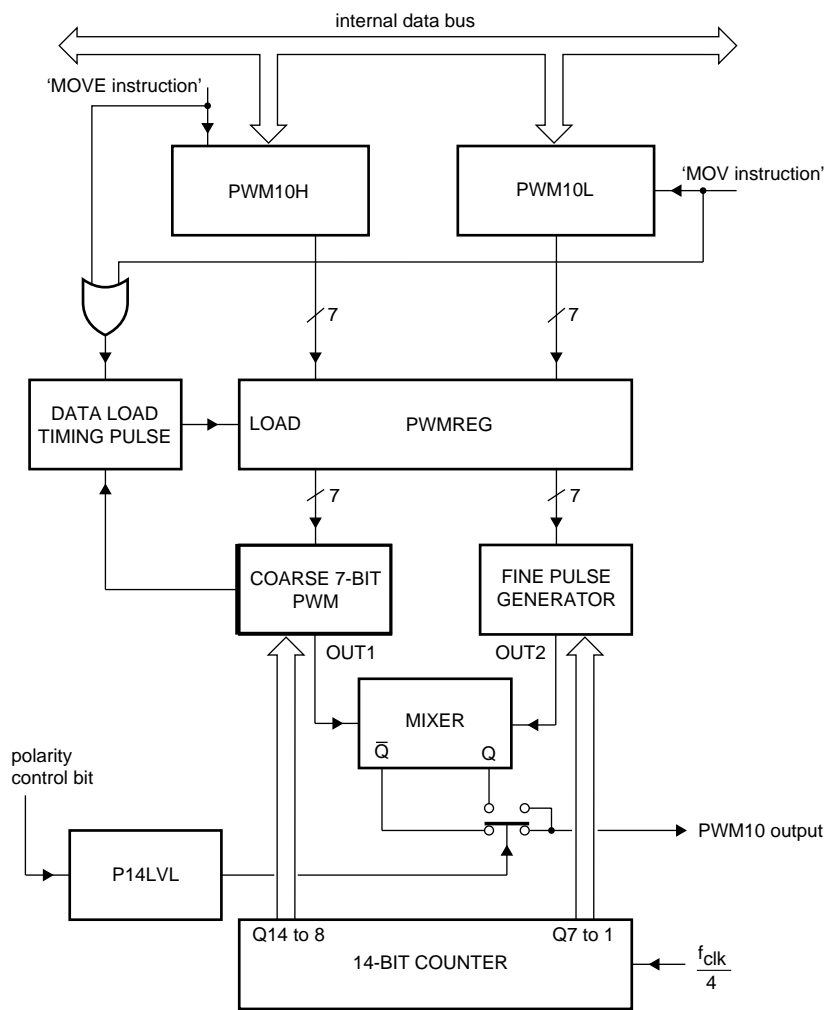 internal data bus
‘MOVE instruction’
PWM10H
PWM10L
‘MOV instruction’
7
7
DATA LOAD
TIMING PULSE
LOAD
PWMREG
7
7
COARSE 7-BIT
PWM
FINE PULSE
GENERATOR
OUT1
OUT2
MIXER
Q̅
Q
polarity
control bit
PWM10 output
P14LVL
Q14 to 8
Q7 to 1
14-BIT COUNTER
fclk
4